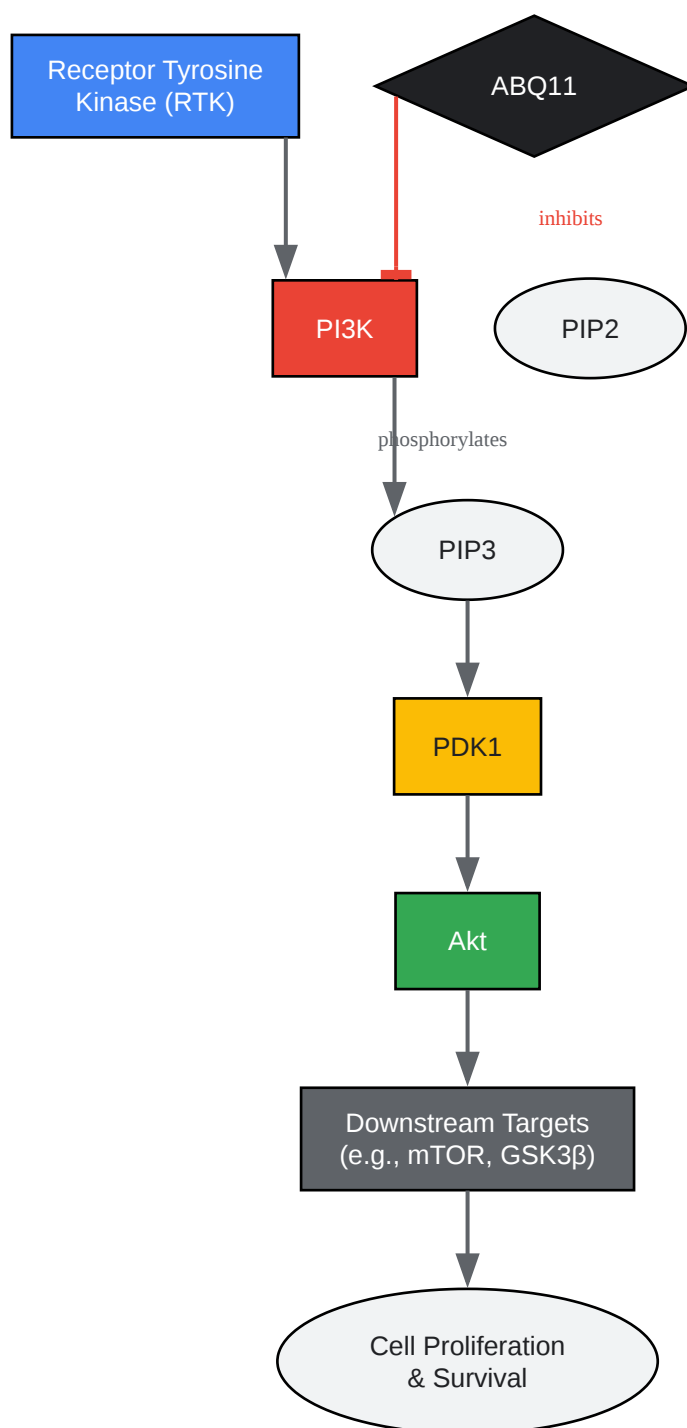 Receptor Tyrosine
Kinase (RTK)
ABQ11
inhibits
PI3K
PIP2
phosphorylates
PIP3
PDK1
Akt
Downstream Targets
(e.g., mTOR, GSK3β)
Cell Proliferation
& Survival